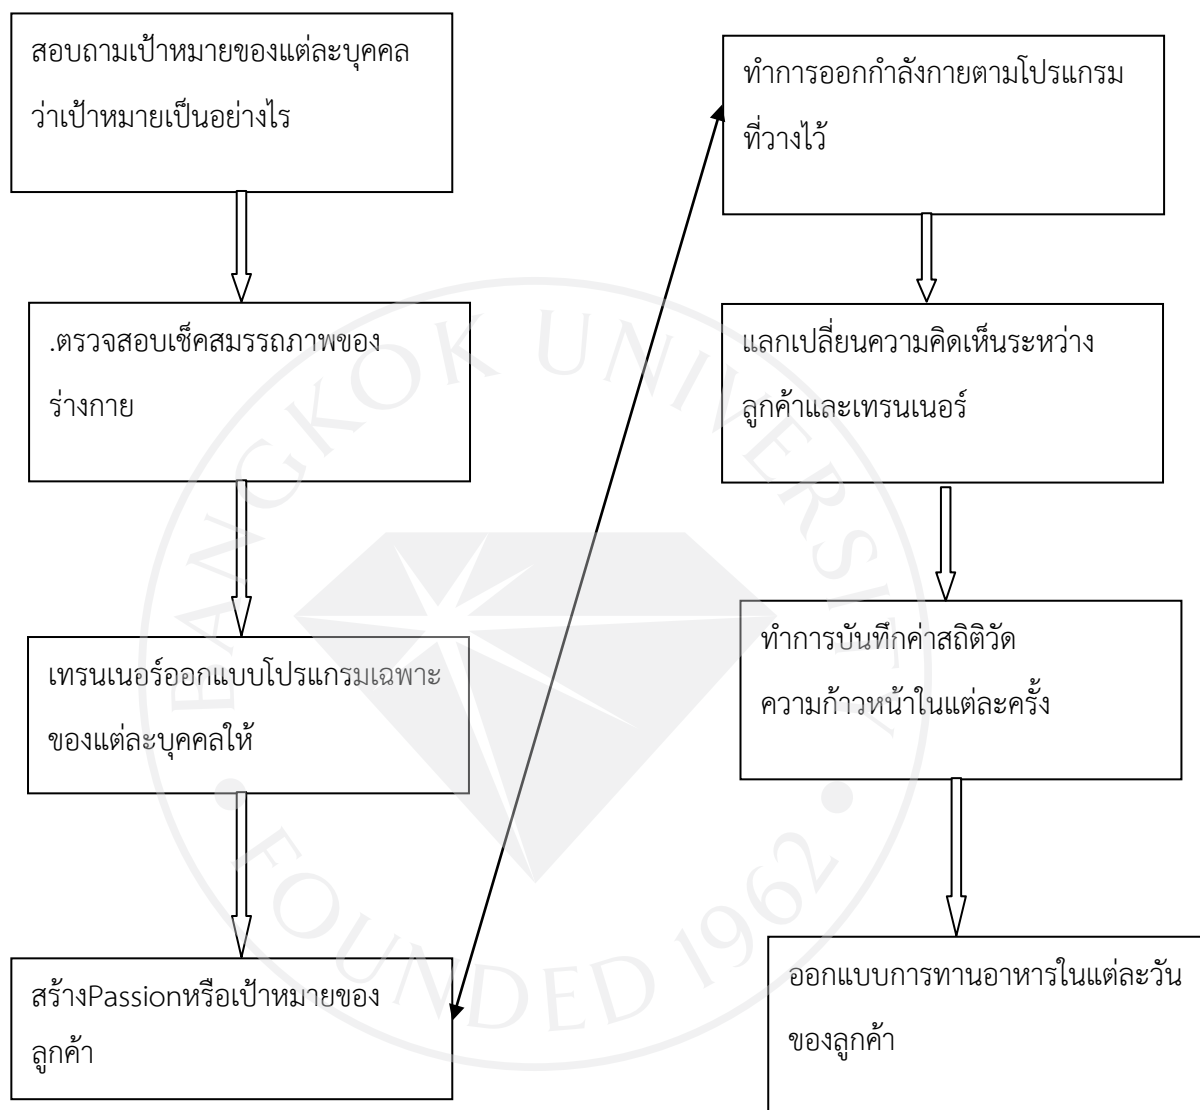 สอบถามเป้าหมายของแต่ละบุคคล
ว่าเป้าหมายเป็นอย่างไร
.ตรวจสอบเช็คสมรรถภาพของ
ร่างกาย
เทรนเนอร์ออกแบบโปรแกรมเฉพาะ
ของแต่ละบุคคลให้
สร้างPassionหรือเป้าหมายของ
ลูกค้า
ทำการออกกำลังกายตามโปรแกรม
ที่วางไว้
แลกเปลี่ยนความคิดเห็นระหว่าง
ลูกค้าและเทรนเนอร์
ทำการบันทึกค่าสถิติวัด
ความก้าวหน้าในแต่ละครั้ง
ออกแบบการทานอาหารในแต่ละวัน
ของลูกค้า
BANGKOK UNIVERSITY
FOUNDED 1962